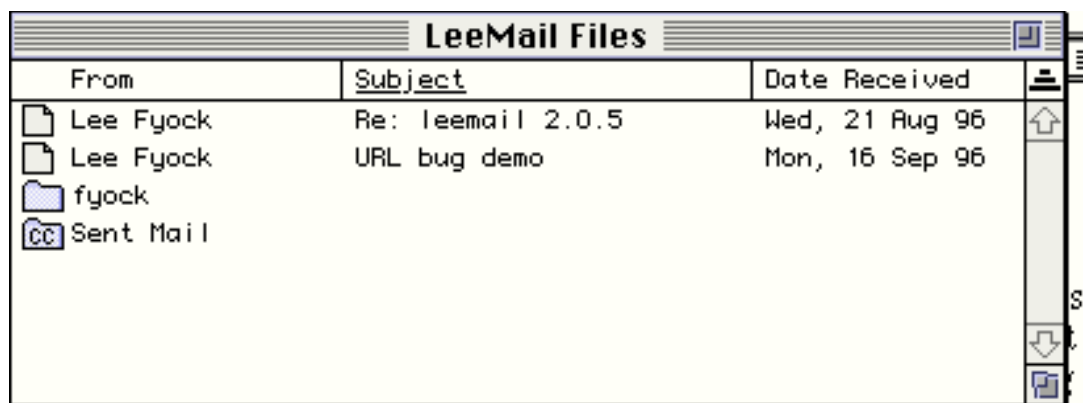 LeeMail Files
From Subject Date Received
Lee Fyock Re: leemail 2.0.5 Wed, 21 Aug 96
Lee Fyock URL bug demo Mon, 16 Sep 96
fyock
CC Sent Mail